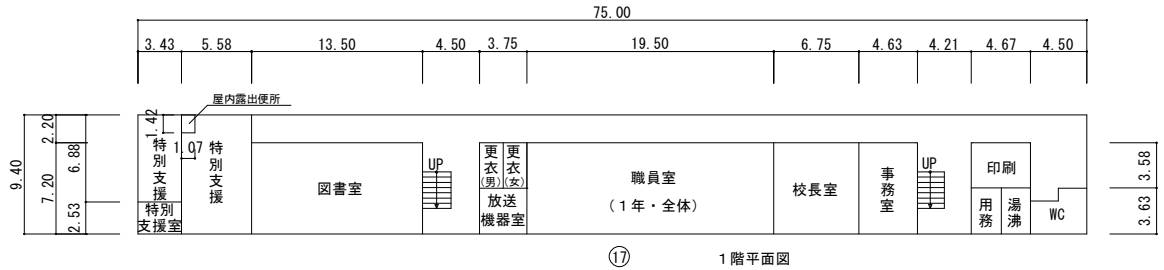 75.00
3.43 5.58 13.50 4.50 3.75 19.50 6.75 4.63 4.21 4.67 4.50
屋内露出便所
1.42
1.07
9.40
2.20
7.20
6.88
2.53
特別支援
特別支援
特別支援室
図書室
UP
更衣(男)
更衣(女)
放送機器室
職員室
(1年・全体)
校長室
事務室
UP
印刷
用務
湯沸
WC
3.58
3.63
⑰ 1階平面図